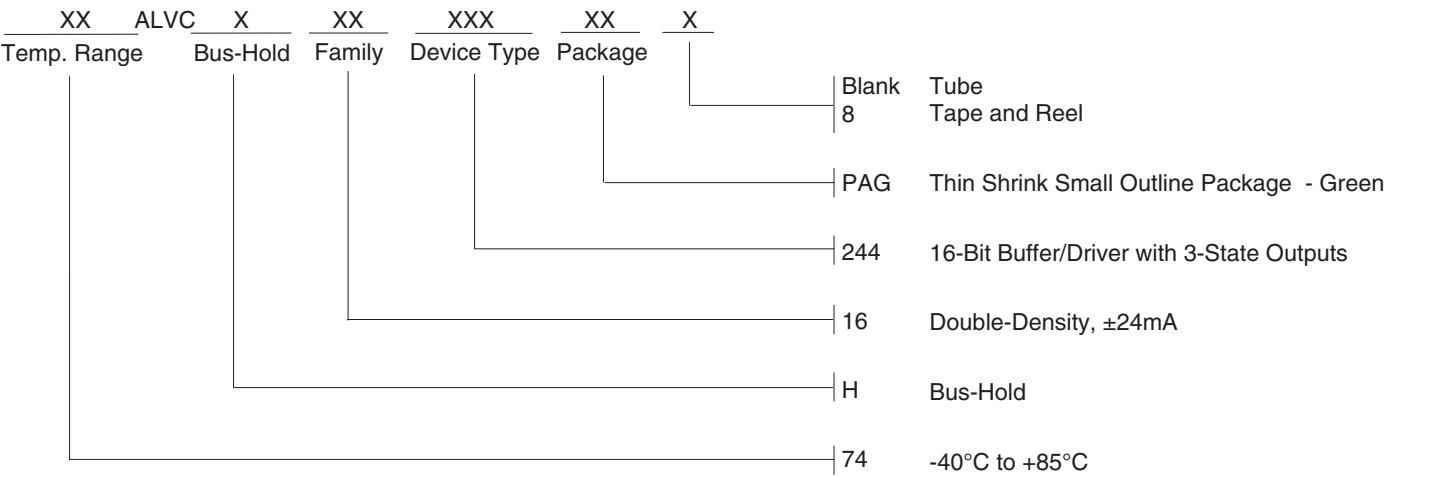 XX ALVC X XX XXX XX X
Temp. Range Bus-Hold Family Device Type Package
Blank Tube
8 Tape and Reel
PAG Thin Shrink Small Outline Package - Green
244 16-Bit Buffer/Driver with 3-State Outputs
16 Double-Density, ±24mA
H Bus-Hold
74 -40°C to +85°C